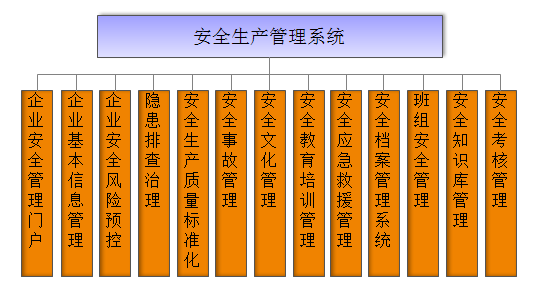 安全生产管理系统
企业安全管理门户
企业基本信息管理
企业安全风险预控
隐患排查治理
安全生产质量标准化
安全事故管理
安全文化管理
安全教育培训管理
安全应急救援管理
安全档案管理系统
班组安全管理
安全知识库管理
安全考核管理